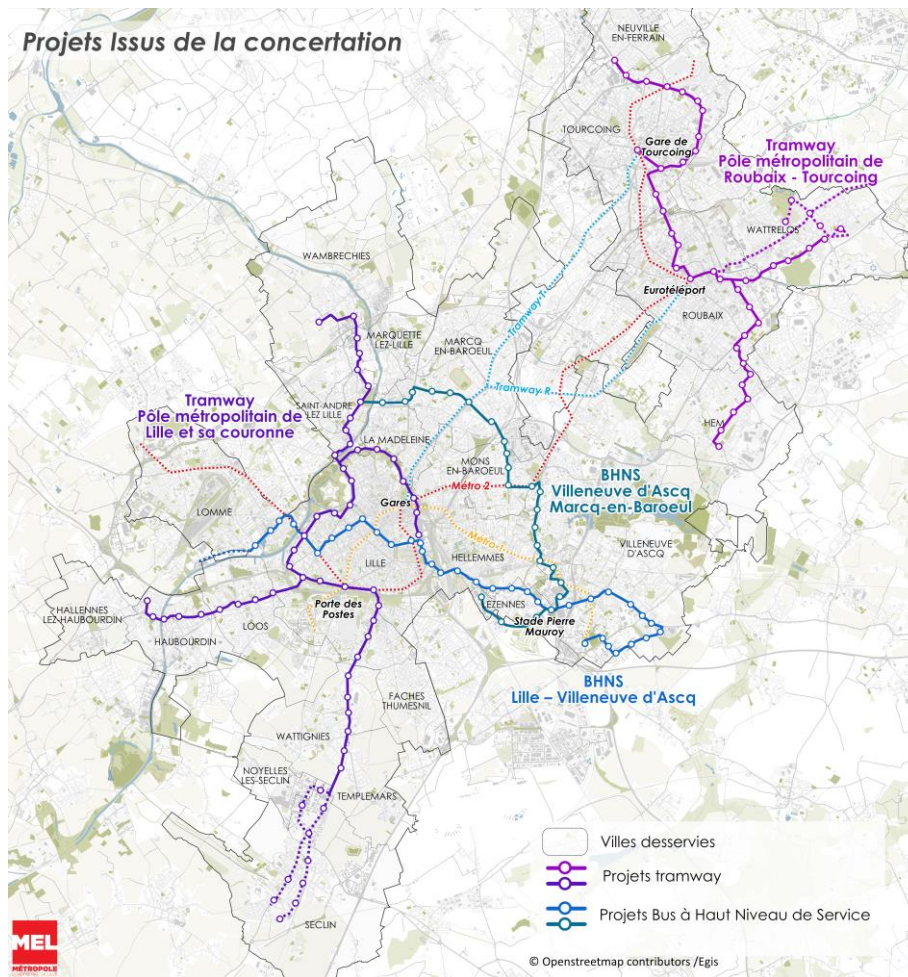 Projets Issus de la concertation
NEUVILLE
EN-FERRAIN
TOURCOING
Gare de
Tourcoing
Tramway
Pôle métropolitain de
Roubaix - Tourcoing
WATTRELOS
WAMBRECHIES
Eurotéléport
ROUBAIX
Tramway T
MARQUETTE
LEZ-LILLE
MARCQ
EN-BAROEUL
Tramway R
Tramway
Pôle métropolitain de
Lille et sa couronne
SAINT-ANDRE
LEZ LILLE
HEM
LA MADELEINE
MONS
EN-BAROEUL
BHNS
Villeneuve d'Ascq
Marcq-en-Baroeul
Métro 2
Gares
LOMME
Métro 1
VILLENEUVE
D'ASCQ
LILLE
HELLEMMES
HALLENNES
LEZ-HAUBOURDIN
Porte des
Postes
LEZENNES
Stade Pierre
Mauroy
LOOS
HAUBOURDIN
BHNS
Lille – Villeneuve d'Ascq
FACHES
THUMESNIL
WATTIGNIES
NOYELLES
LES-SECLIN
TEMPLEMARS
SECLIN
Villes desservies
Projets tramway
Projets Bus à Haut Niveau de Service
MEL
MÉTROPOLE
© Openstreetmap contributors /Egis